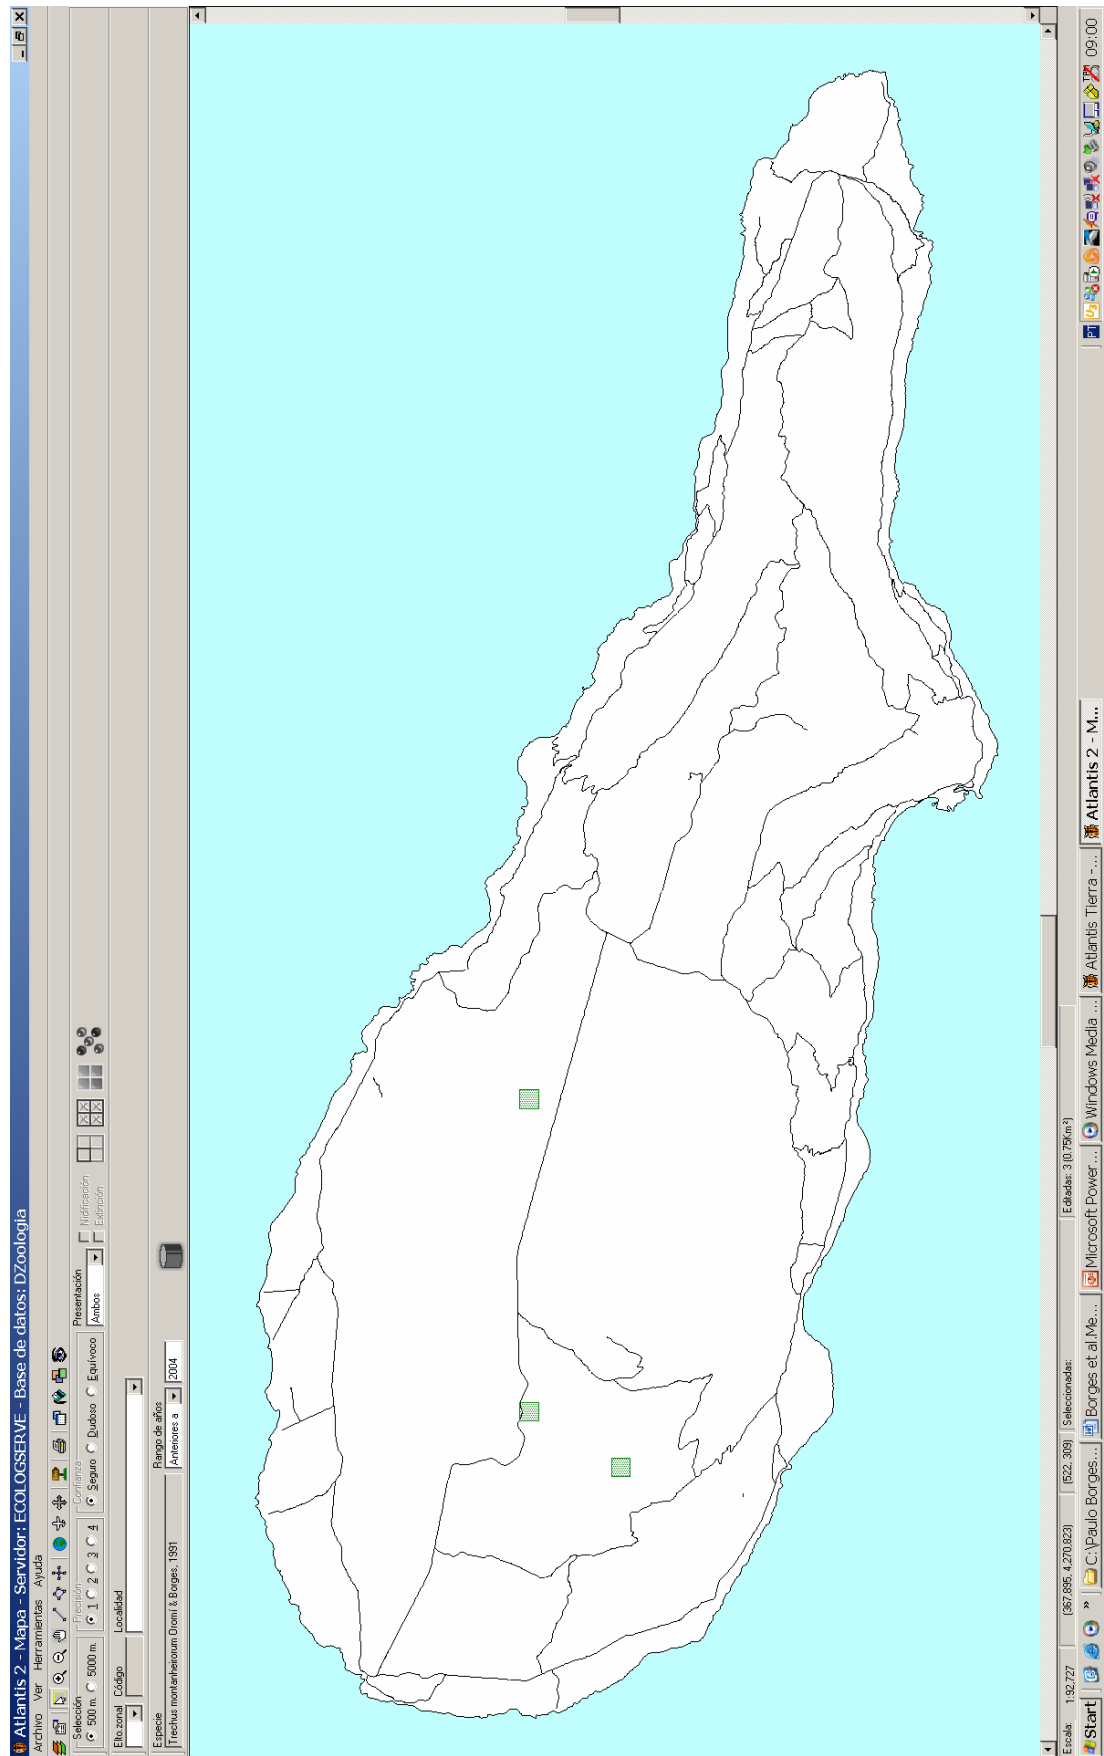 Atlantis 2 - Mapa - Servidor: ECOLOGSERVE - Base de datos: DZoologia
Archivo Ver Herramientas Ayuda
Selección
500 m. 5000 m.
Precisión
1 2 3 4
Confianza
Seguro Dudoso Equívoco
Presentación
Ambos
Nidificación
Extinción
Elto.zonal Código Localidad
Especie
Trechus montanheirorum Oromí & Borges, 1991
Rango de años
Anteriores a 2004
Escala: 1:92,727 (367,895, 4,270,823) (522, 309) Seleccionadas: Editadas: 3 (0.75Km²)
Start » C:\Paulo Borges... Borges et al.Me... Microsoft Power ... Windows Media ... Atlantis Tierra -... Atlantis 2 - M... PT 09:00